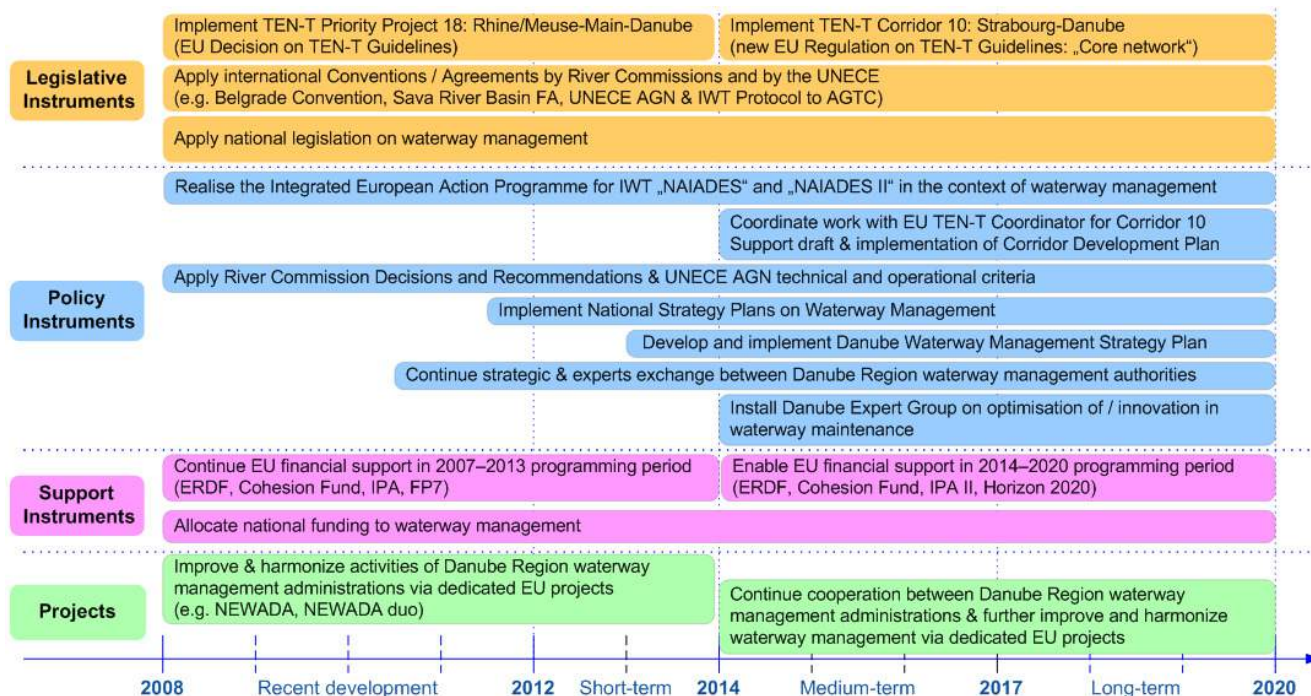 Legislative
Instruments
Implement TEN-T Priority Project 18: Rhine/Meuse-Main-Danube
(EU Decision on TEN-T Guidelines)
Implement TEN-T Corridor 10: Strabourg-Danube
(new EU Regulation on TEN-T Guidelines: „Core network“)
Apply international Conventions / Agreements by River Commissions and by the UNECE
(e.g. Belgrade Convention, Sava River Basin FA, UNECE AGN & IWT Protocol to AGTC)
Apply national legislation on waterway management
Policy
Instruments
Realise the Integrated European Action Programme for IWT „NAIADES“ and „NAIADES II“ in the context of waterway management
Coordinate work with EU TEN-T Coordinator for Corridor 10
Support draft & implementation of Corridor Development Plan
Apply River Commission Decisions and Recommendations & UNECE AGN technical and operational criteria
Implement National Strategy Plans on Waterway Management
Develop and implement Danube Waterway Management Strategy Plan
Continue strategic & experts exchange between Danube Region waterway management authorities
Install Danube Expert Group on optimisation of / innovation in
waterway maintenance
Support
Instruments
Continue EU financial support in 2007–2013 programming period
(ERDF, Cohesion Fund, IPA, FP7)
Enable EU financial support in 2014–2020 programming period
(ERDF, Cohesion Fund, IPA II, Horizon 2020)
Allocate national funding to waterway management
Projects
Improve & harmonize activities of Danube Region waterway
management administrations via dedicated EU projects
(e.g. NEWADA, NEWADA duo)
Continue cooperation between Danube Region waterway
management administrations & further improve and harmonize
waterway management via dedicated EU projects
2008 Recent development 2012 Short-term 2014 Medium-term 2017 Long-term 2020